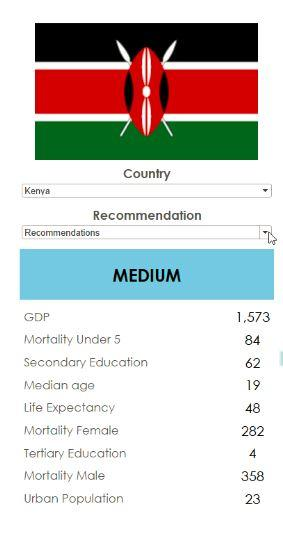 Country
Kenya
Recommendation
Recommendations
MEDIUM
GDP 1,573
Mortality Under 5 84
Secondary Education 62
Median age 19
Life Expectancy 48
Mortality Female 282
Tertiary Education 4
Mortality Male 358
Urban Population 23